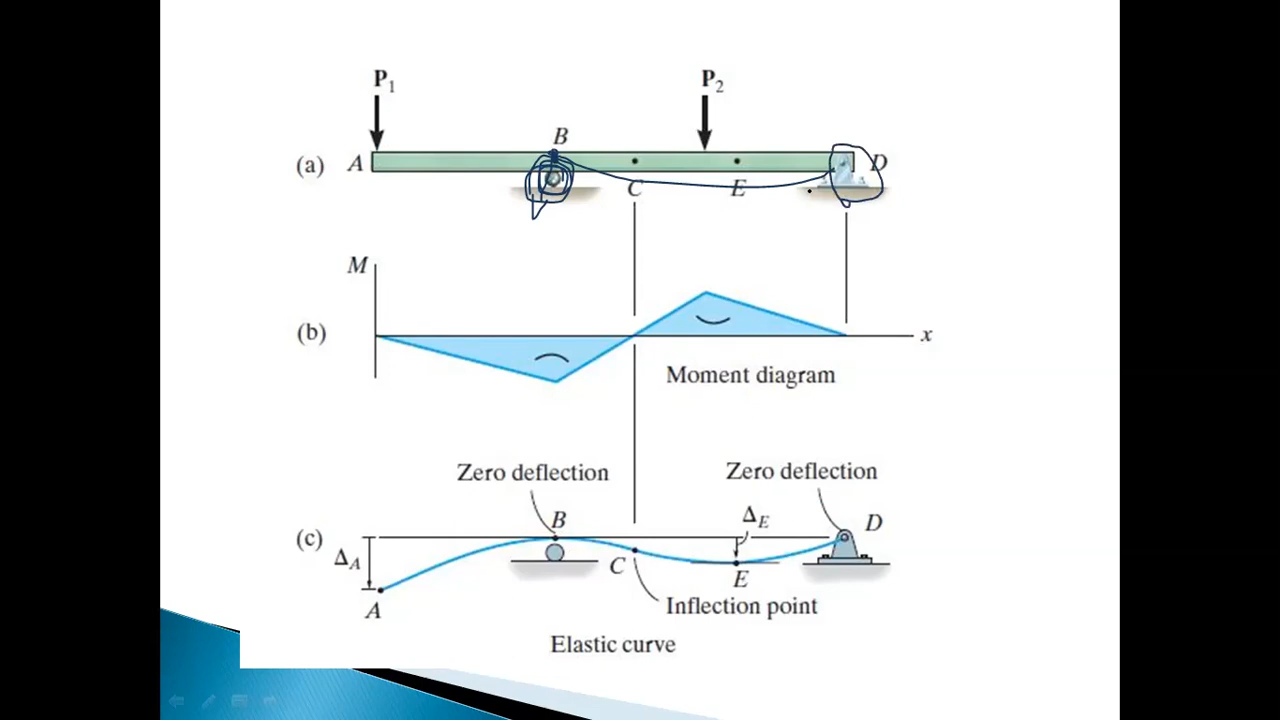 P1 P2
B
(a) A D
C E
M
(b) x
Moment diagram
Zero deflection Zero deflection
B ΔE D
(c)
ΔA C
A E
Inflection point
Elastic curve